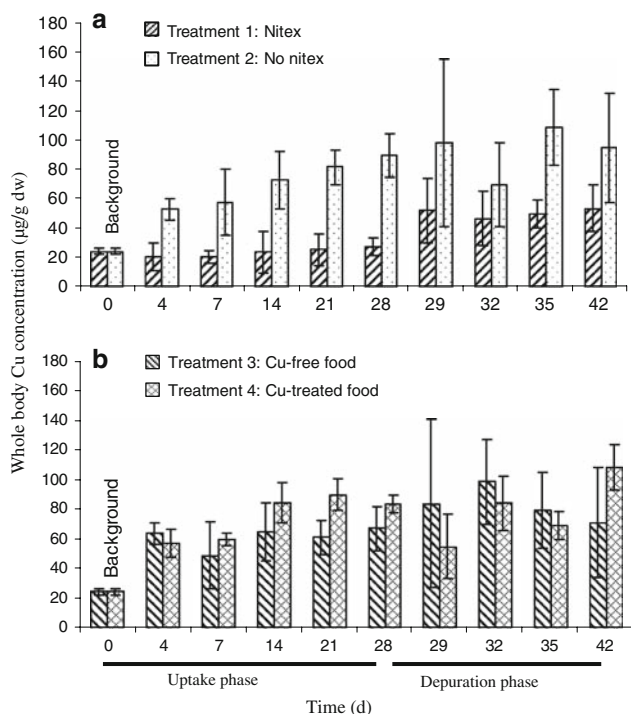 Whole body Cu concentration (µg/g dw)
a
Treatment 1: Nitex
Treatment 2: No nitex
180
160
140
120
100
80
60
40
20
0
Background
0 4 7 14 21 28 29 32 35 42
b
Treatment 3: Cu-free food
Treatment 4: Cu-treated food
180
160
140
120
100
80
60
40
20
0
Background
0 4 7 14 21 28 29 32 35 42
Uptake phase Depuration phase
Time (d)